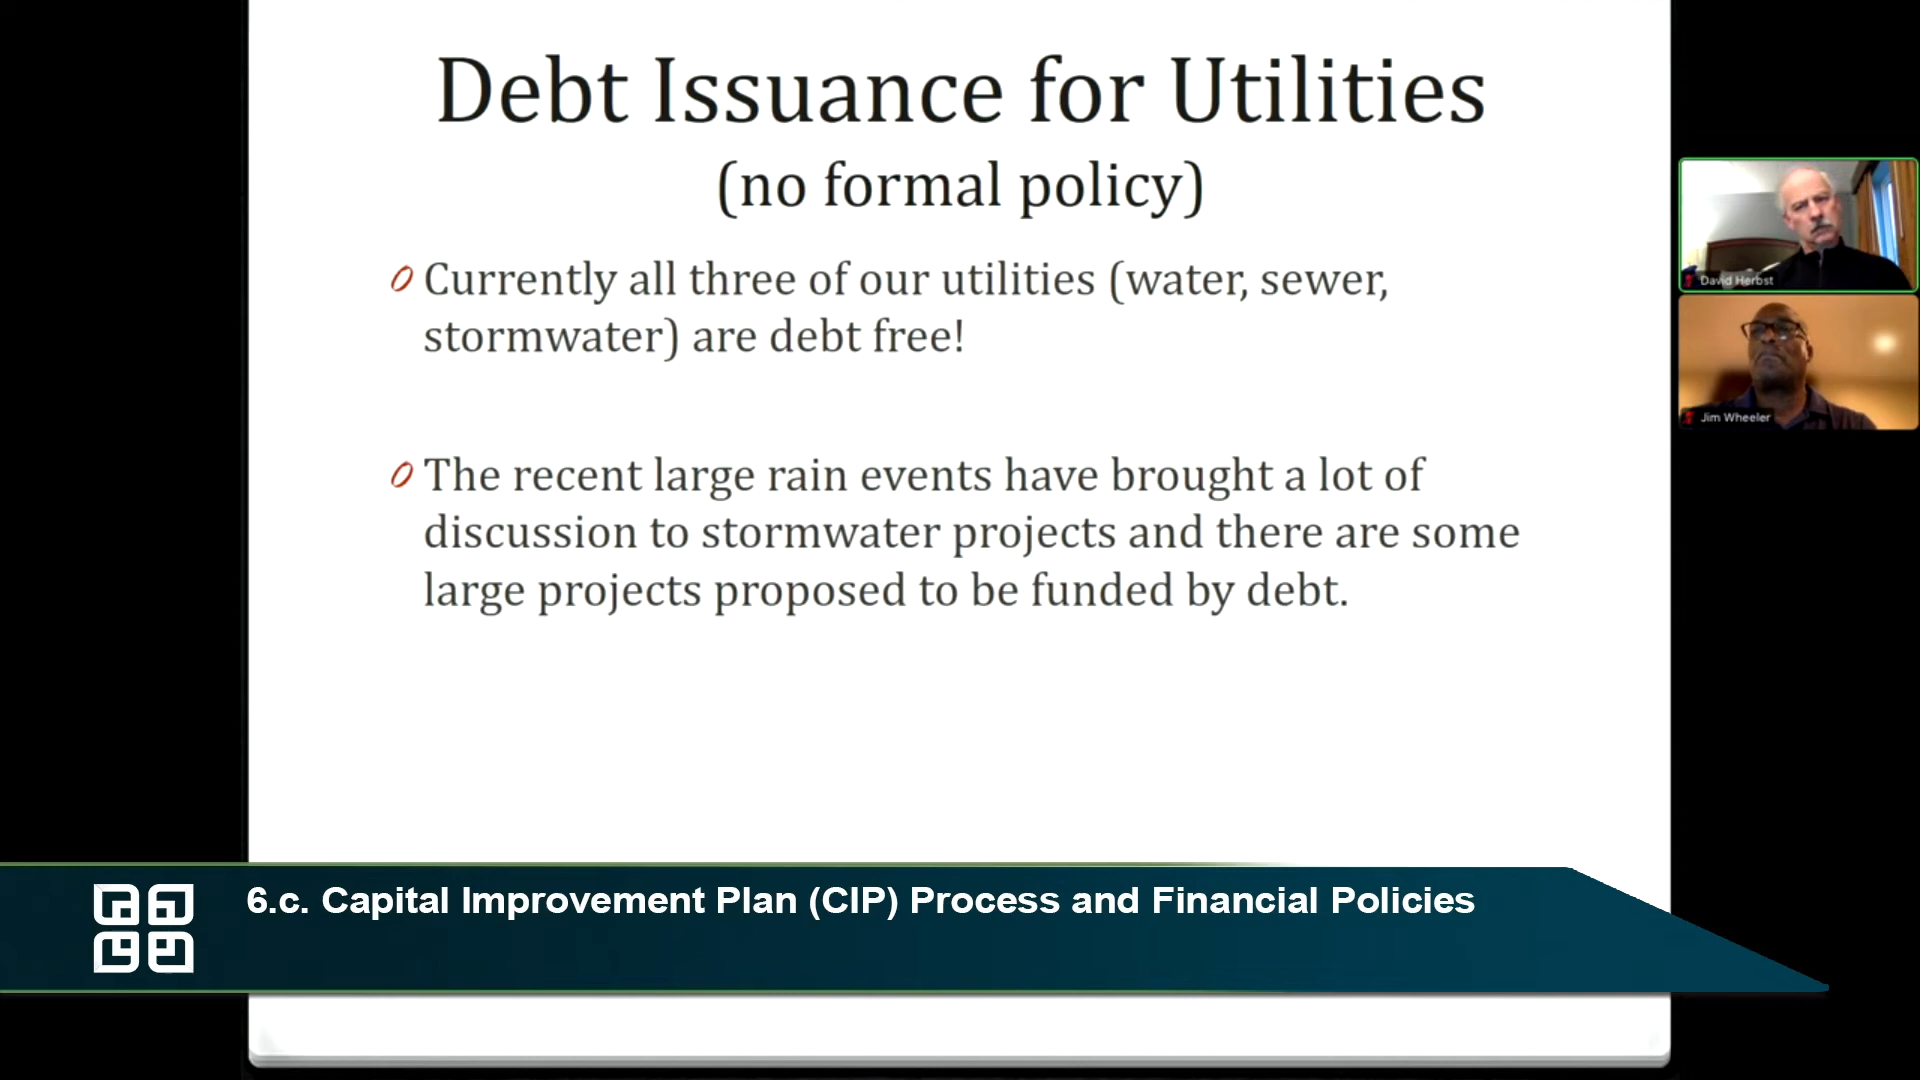 Debt Issuance for Utilities
(no formal policy)
Currently all three of our utilities (water, sewer,
stormwater) are debt free!
The recent large rain events have brought a lot of
discussion to stormwater projects and there are some
large projects proposed to be funded by debt.
David Herbst
Jim Wheeler
6.c. Capital Improvement Plan (CIP) Process and Financial Policies